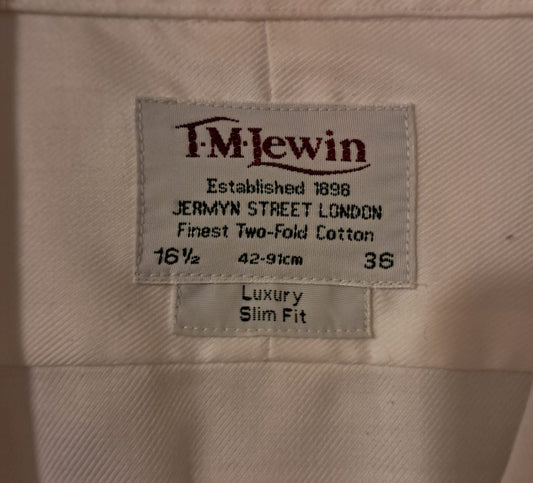 T·M·Lewin
Established 1898
JERMYN STREET LONDON
Finest Two-Fold Cotton
16½ 42-91cm 36
Luxury
Slim Fit